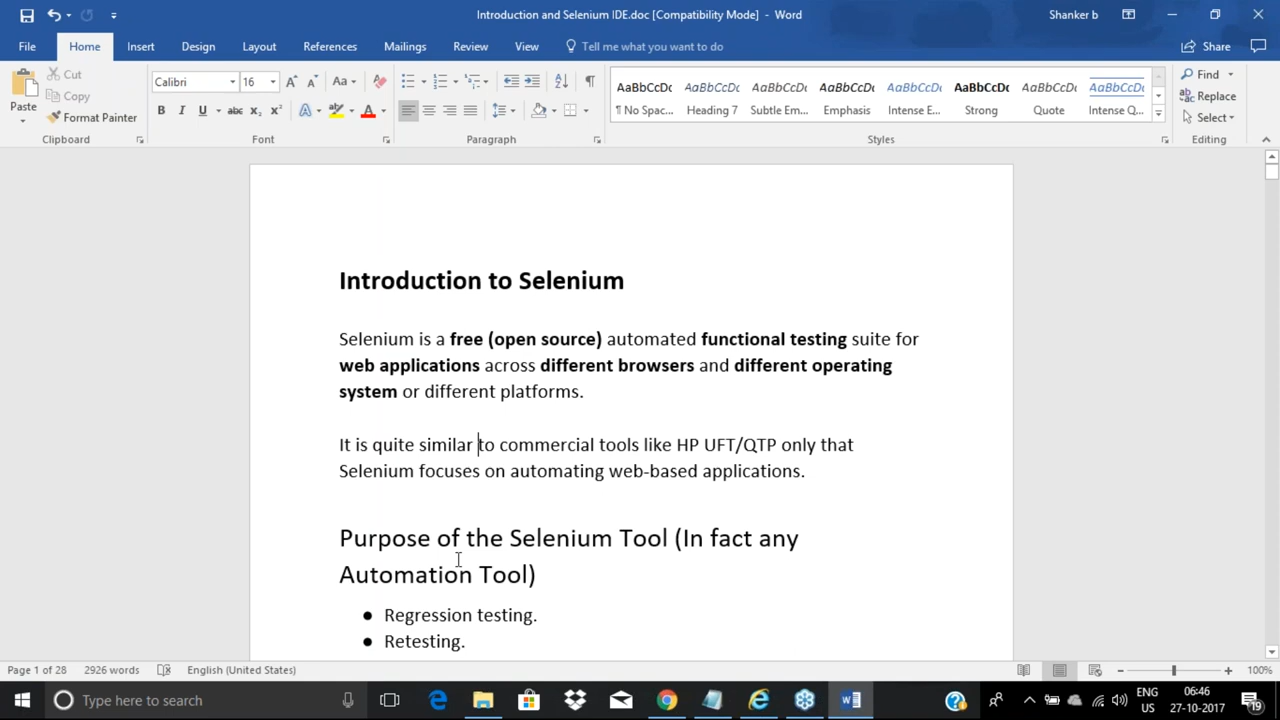 Introduction and Selenium IDE.doc [Compatibility Mode] - Word
Shanker b
File Home Insert Design Layout References Mailings Review View Tell me what you want to do Share
Paste
Cut
Copy
Format Painter
Clipboard
Calibri 16 Aa
B I U abc x₂ x² A A
Font
Paragraph
AaBbCcDc AaBbCcDc AaBbCcDc AaBbCcDc AaBbCcDc AaBbCcDc AaBbCcDc AaBbCcDc
¶ No Spac... Heading 7 Subtle Em... Emphasis Intense E... Strong Quote Intense Q...
Styles
Find
Replace
Select
Editing
Introduction to Selenium
Selenium is a free (open source) automated functional testing suite for
web applications across different browsers and different operating
system or different platforms.
It is quite similar to commercial tools like HP UFT/QTP only that
Selenium focuses on automating web-based applications.
Purpose of the Selenium Tool (In fact any
Automation Tool)
● Regression testing.
● Retesting.
Page 1 of 28 2926 words English (United States) 100%
Type here to search
ENG 06:46
US 27-10-2017 19